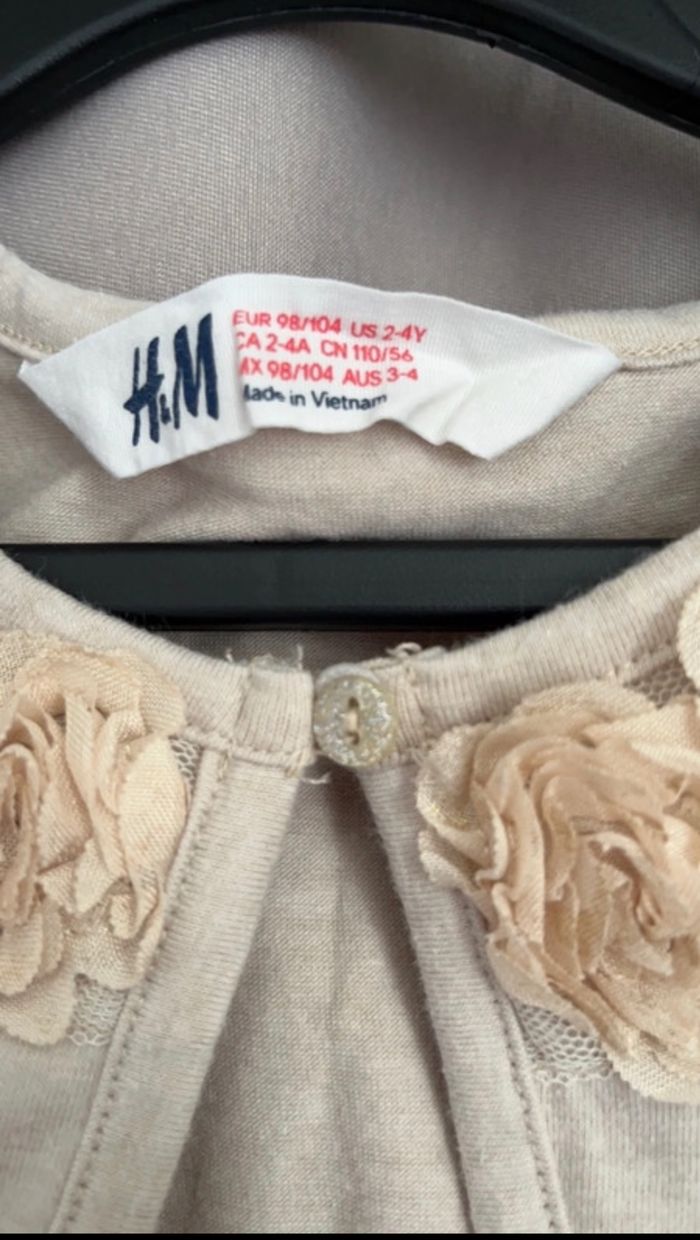 H&M
EUR 98/104 US 2-4Y
CA 2-4A CN 110/56
MX 98/104 AUS 3-4
Made in Vietnam